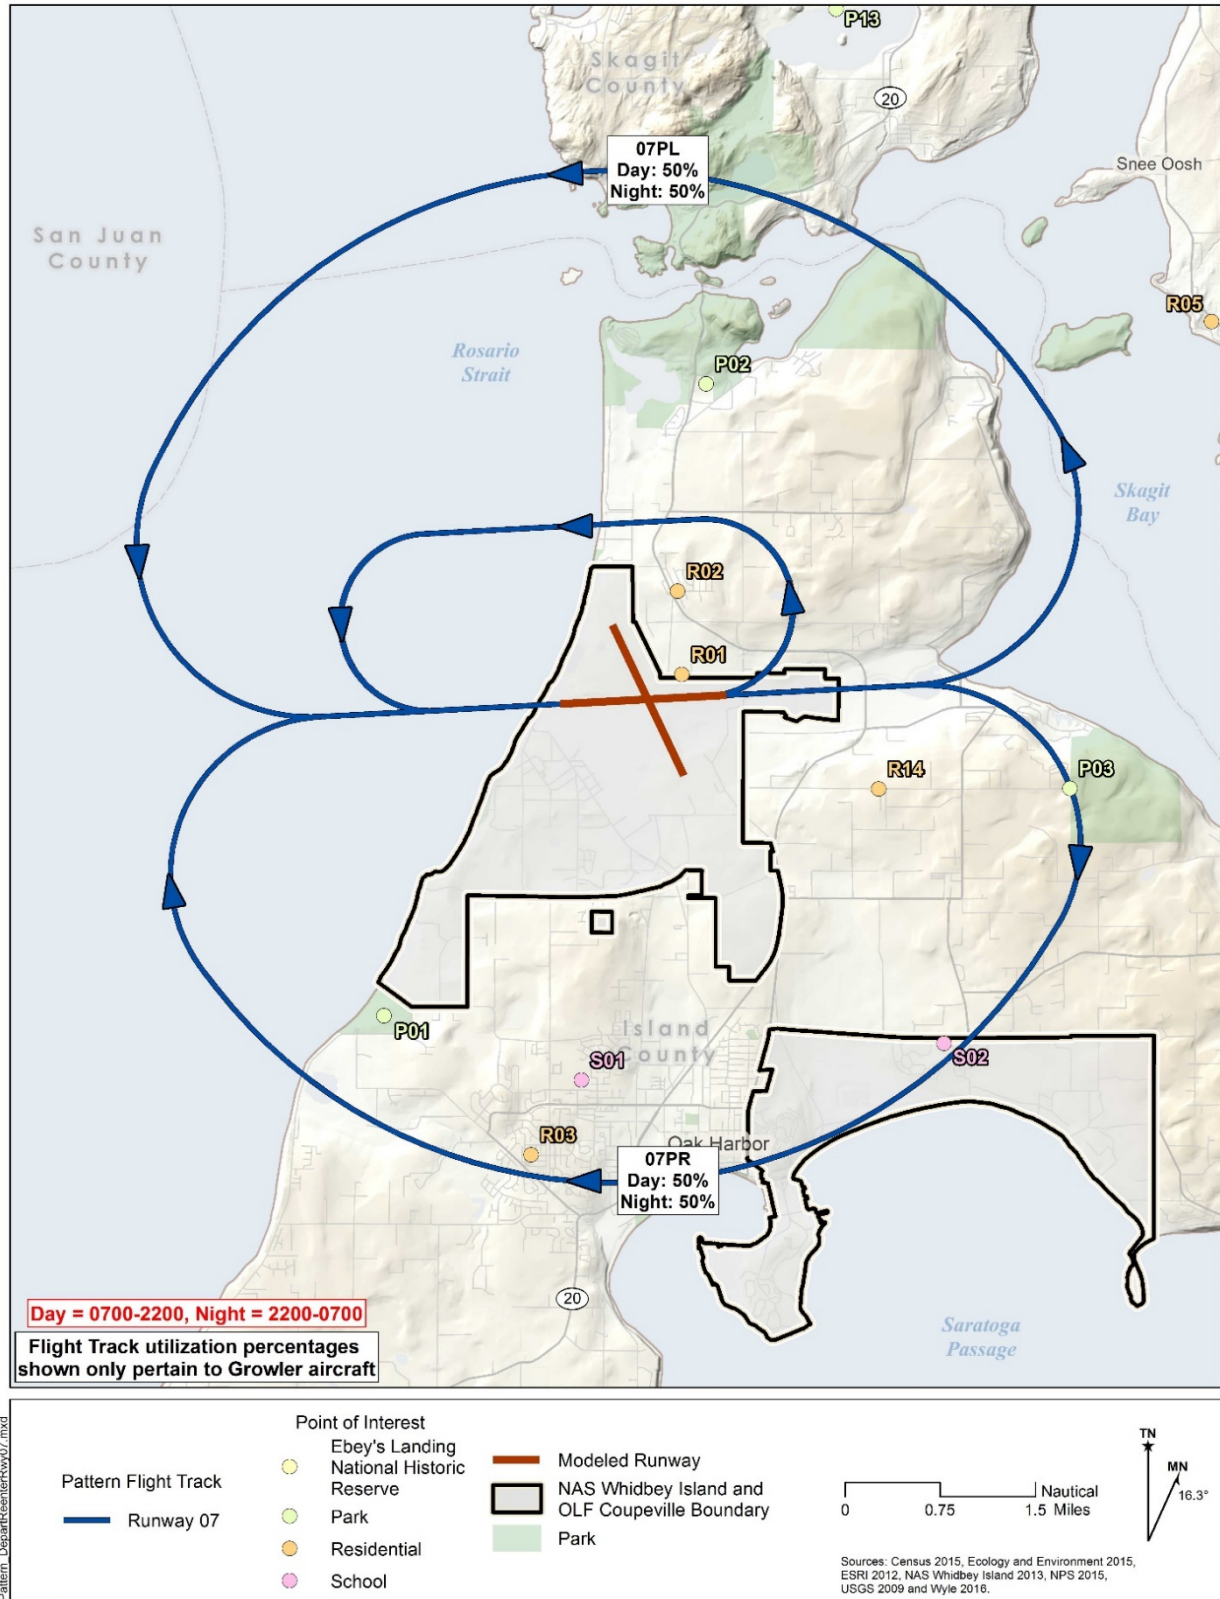 P13
Skagit
County
20
07PL
Day: 50%
Night: 50%
Snee Oosh
San Juan
County
R05
Rosario
Strait
P02
Skagit
Bay
R02
R01
R14
P03
P01
Island
County
S01
S02
R03
Oak Harbor
07PR
Day: 50%
Night: 50%
20
Day = 0700-2200, Night = 2200-0700
Flight Track utilization percentages
shown only pertain to Growler aircraft
Saratoga
Passage
Pattern_DepartReenterRwy07.mxd
Pattern Flight Track
Runway 07
Point of Interest
Ebey's Landing
National Historic
Reserve
Park
Residential
School
Modeled Runway
NAS Whidbey Island and
OLF Coupeville Boundary
Park
Nautical
0 0.75 1.5 Miles
TN
MN
16.3°
Sources: Census 2015, Ecology and Environment 2015,
ESRI 2012, NAS Whidbey Island 2013, NPS 2015,
USGS 2009 and Wyle 2016.